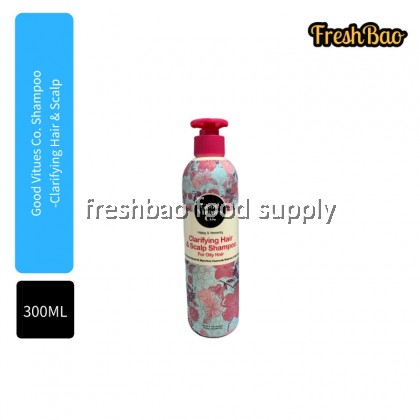 FreshBao
Good Vitues Co. Shampoo
-Clarifying Hair & Scalp
300ML
freshbao food supply
Clarifying Hair
& Scalp Shampoo
For Oily Hair